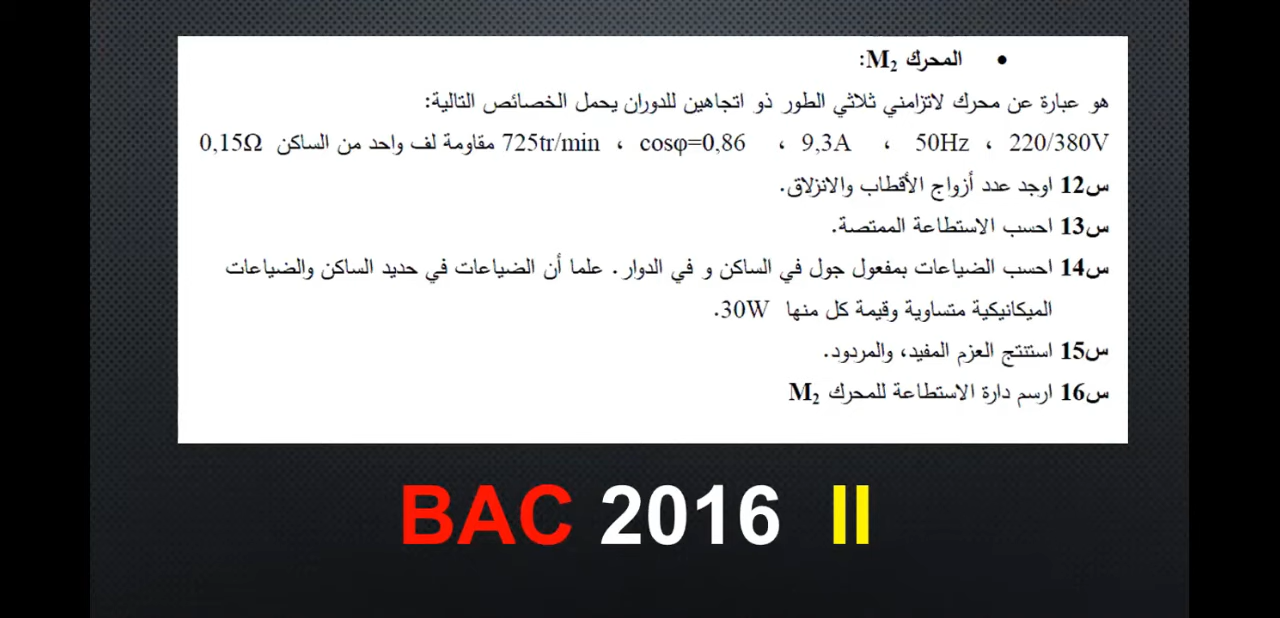 • المحرك M₂:
هو عبارة عن محرك لاتزامني ثلاثي الطور ذو اتجاهين للدوران يحمل الخصائص التالية:
220/380V ، 50Hz ، 9,3A ، cosφ=0,86 ، 725tr/min مقاومة لف واحد من الساكن 0,15Ω
س12 اوجد عدد أزواج الأقطاب والانزلاق.
س13 احسب الاستطاعة الممتصة.
س14 احسب الضياعات بمفعول جول في الساكن و في الدوار. علما أن الضياعات في حديد الساكن والضياعات
الميكانيكية متساوية وقيمة كل منها 30W.
س15 استنتج العزم المفيد، والمردود.
س16 ارسم دارة الاستطاعة للمحرك M₂
BAC 2016 II